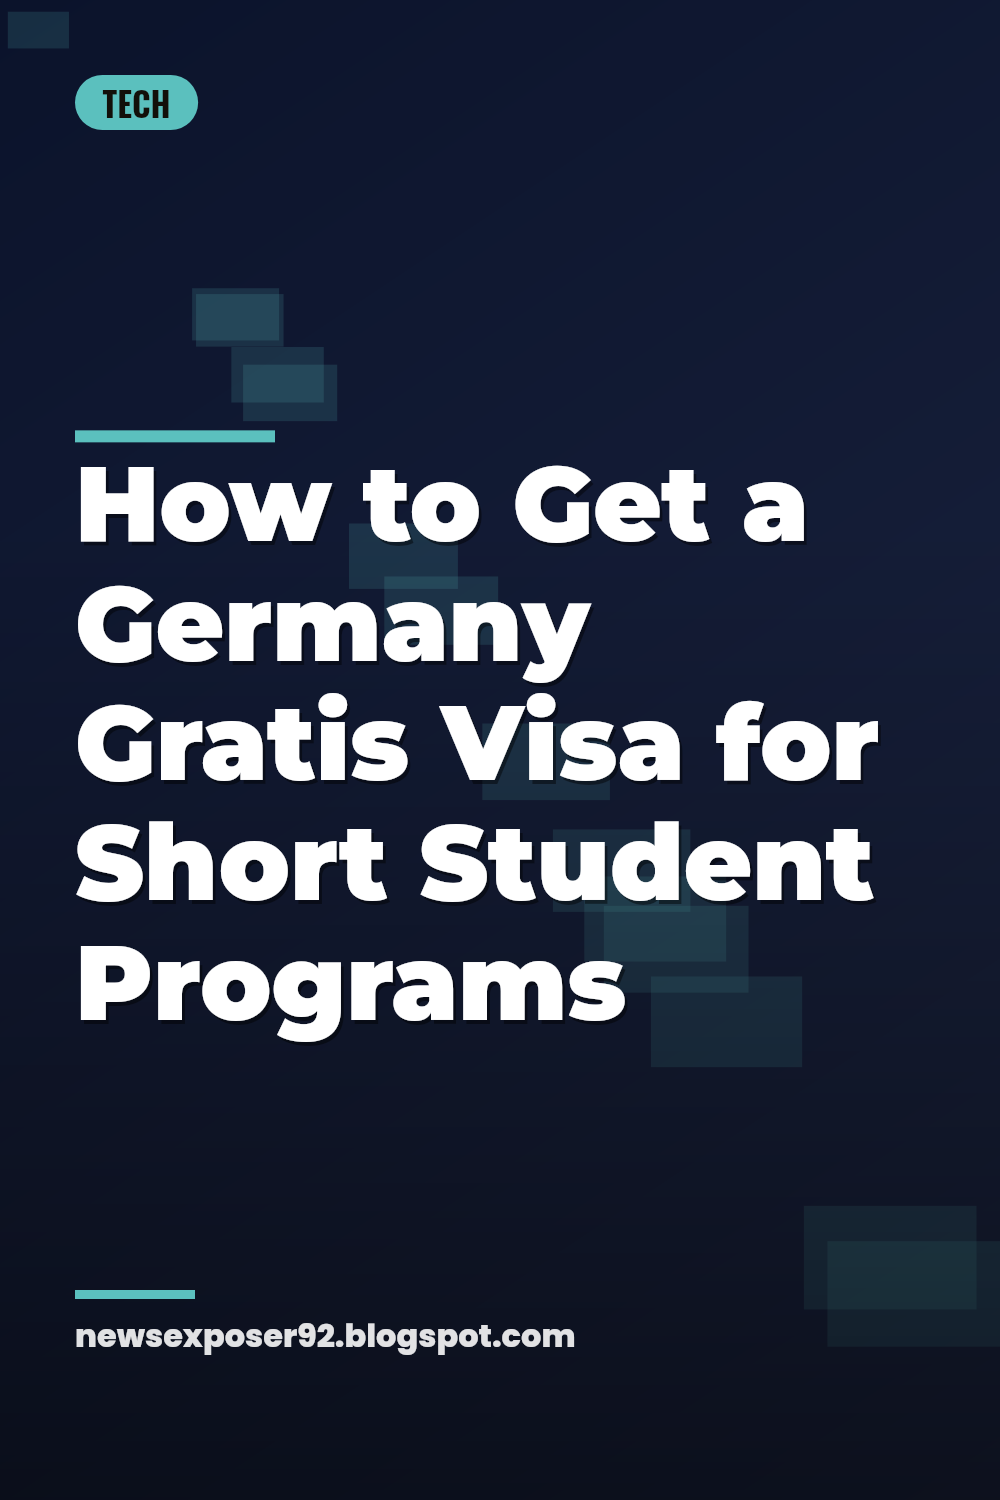 TECH
How to Get a
Germany
Gratis Visa for
Short Student
Programs
newsexposer92.blogspot.com